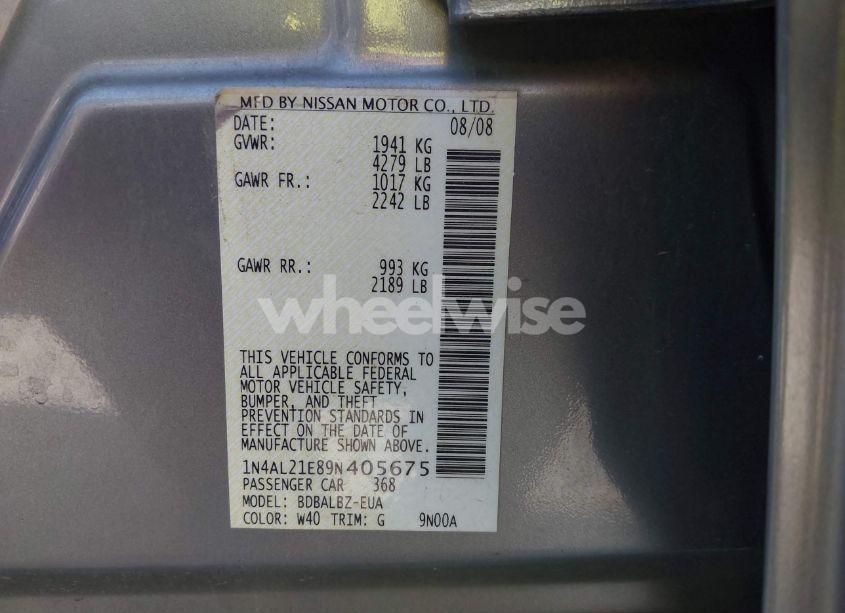 MFD BY NISSAN MOTOR CO., LTD.
DATE: 08/08
GVWR: 1941 KG
4279 LB
GAWR FR.: 1017 KG
2242 LB
GAWR RR.: 993 KG
2189 LB
wheelwise
THIS VEHICLE CONFORMS TO
ALL APPLICABLE FEDERAL
MOTOR VEHICLE SAFETY,
BUMPER, AND THEFT
PREVENTION STANDARDS IN
EFFECT ON THE DATE OF
MANUFACTURE SHOWN ABOVE.
1N4AL21E89N405675
PASSENGER CAR 368
MODEL: BDBALBZ-EUA
COLOR: W40 TRIM: G 9N00A